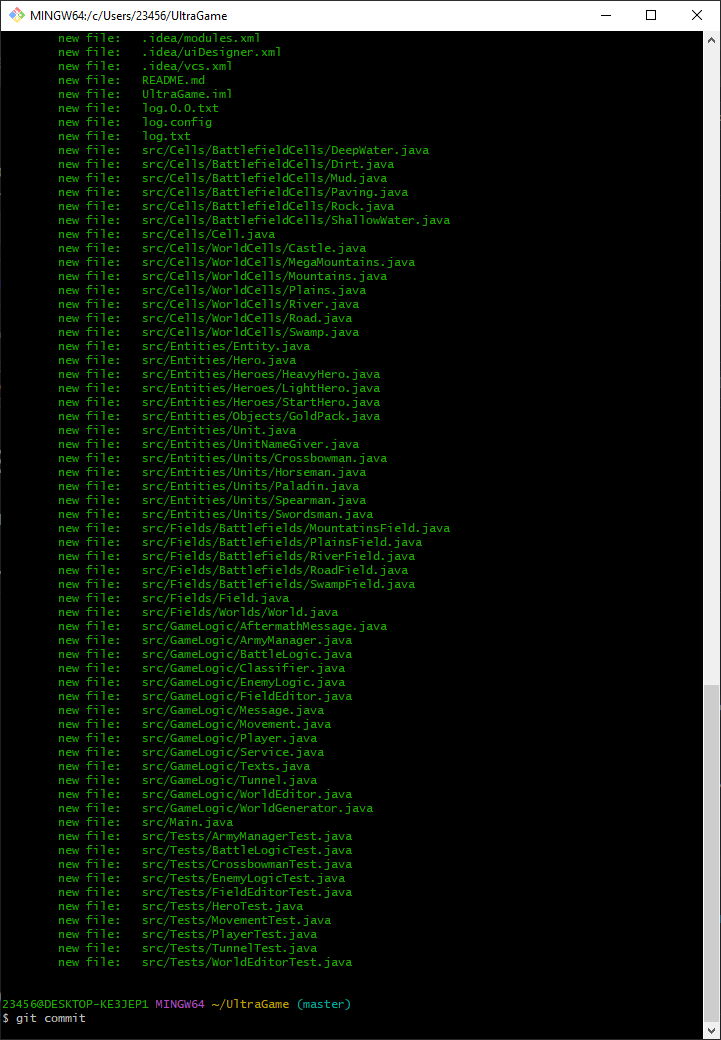 MINGW64:/c/Users/23456/UltraGame
new file:   .idea/modules.xml
new file:   .idea/uiDesigner.xml
new file:   .idea/vcs.xml
new file:   README.md
new file:   UltraGame.iml
new file:   log.0.0.txt
new file:   log.config
new file:   log.txt
new file:   src/Cells/BattlefieldCells/DeepWater.java
new file:   src/Cells/BattlefieldCells/Dirt.java
new file:   src/Cells/BattlefieldCells/Mud.java
new file:   src/Cells/BattlefieldCells/Paving.java
new file:   src/Cells/BattlefieldCells/Rock.java
new file:   src/Cells/BattlefieldCells/ShallowWater.java
new file:   src/Cells/Cell.java
new file:   src/Cells/WorldCells/Castle.java
new file:   src/Cells/WorldCells/MegaMountains.java
new file:   src/Cells/WorldCells/Mountains.java
new file:   src/Cells/WorldCells/Plains.java
new file:   src/Cells/WorldCells/River.java
new file:   src/Cells/WorldCells/Road.java
new file:   src/Cells/WorldCells/Swamp.java
new file:   src/Entities/Entity.java
new file:   src/Entities/Hero.java
new file:   src/Entities/Heroes/HeavyHero.java
new file:   src/Entities/Heroes/LightHero.java
new file:   src/Entities/Heroes/StartHero.java
new file:   src/Entities/Objects/GoldPack.java
new file:   src/Entities/Unit.java
new file:   src/Entities/UnitNameGiver.java
new file:   src/Entities/Units/Crossbowman.java
new file:   src/Entities/Units/Horseman.java
new file:   src/Entities/Units/Paladin.java
new file:   src/Entities/Units/Spearman.java
new file:   src/Entities/Units/Swordsman.java
new file:   src/Fields/Battlefields/MountatinsField.java
new file:   src/Fields/Battlefields/PlainsField.java
new file:   src/Fields/Battlefields/RiverField.java
new file:   src/Fields/Battlefields/RoadField.java
new file:   src/Fields/Battlefields/SwampField.java
new file:   src/Fields/Field.java
new file:   src/Fields/Worlds/World.java
new file:   src/GameLogic/AftermathMessage.java
new file:   src/GameLogic/ArmyManager.java
new file:   src/GameLogic/BattleLogic.java
new file:   src/GameLogic/Classifier.java
new file:   src/GameLogic/EnemyLogic.java
new file:   src/GameLogic/FieldEditor.java
new file:   src/GameLogic/Message.java
new file:   src/GameLogic/Movement.java
new file:   src/GameLogic/Player.java
new file:   src/GameLogic/Service.java
new file:   src/GameLogic/Texts.java
new file:   src/GameLogic/Tunnel.java
new file:   src/GameLogic/WorldEditor.java
new file:   src/GameLogic/WorldGenerator.java
new file:   src/Main.java
new file:   src/Tests/ArmyManagerTest.java
new file:   src/Tests/BattleLogicTest.java
new file:   src/Tests/CrossbowmanTest.java
new file:   src/Tests/EnemyLogicTest.java
new file:   src/Tests/FieldEditorTest.java
new file:   src/Tests/HeroTest.java
new file:   src/Tests/MovementTest.java
new file:   src/Tests/PlayerTest.java
new file:   src/Tests/TunnelTest.java
new file:   src/Tests/WorldEditorTest.java
23456@DESKTOP-KE3JEP1 MINGW64 ~/UltraGame (master)
$ git commit